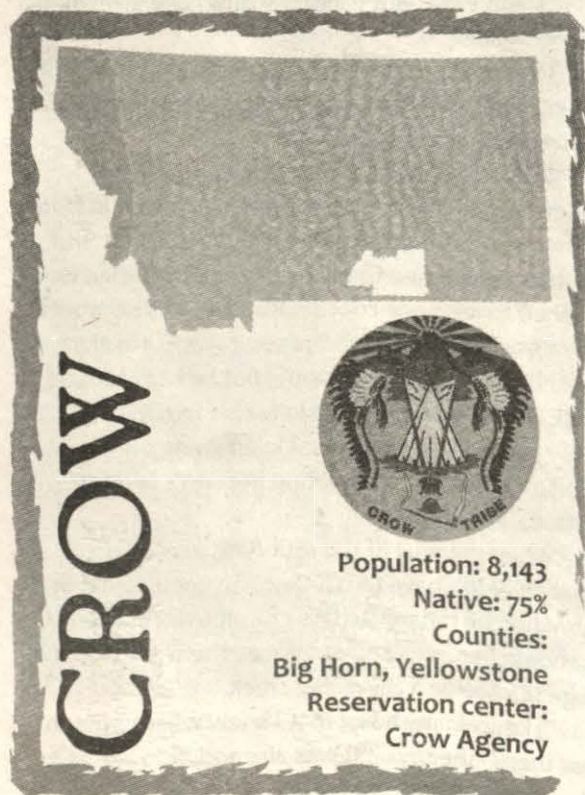 CROW
CROW TRIBE
Population: 8,143
Native: 75%
Counties:
Big Horn, Yellowstone
Reservation center:
Crow Agency